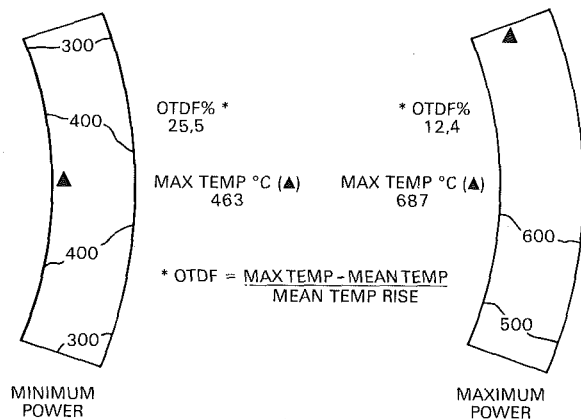 300
400
400
300
OTDF% *
25,5
MAX TEMP °C (▲)
463
* OTDF%
12,4
MAX TEMP °C (▲)
687
600
500
* OTDF = MAX TEMP - MEAN TEMP
MEAN TEMP RISE
MINIMUM
POWER
MAXIMUM
POWER